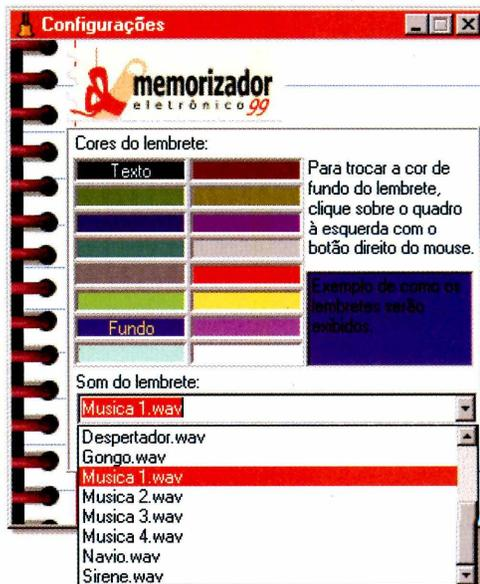 Configurações
memorizador
eletrônico 99
Cores do lembrete:
Texto
Fundo
Para trocar a cor de
fundo do lembrete,
clique sobre o quadro
à esquerda com o
botão direito do mouse.
Exemplo de como os
lembretes serão
exibidos.
Som do lembrete:
Musica 1.wav
Despertador.wav
Gongo.wav
Musica 1.wav
Musica 2.wav
Musica 3.wav
Musica 4.wav
Navio.wav
Sirene.wav